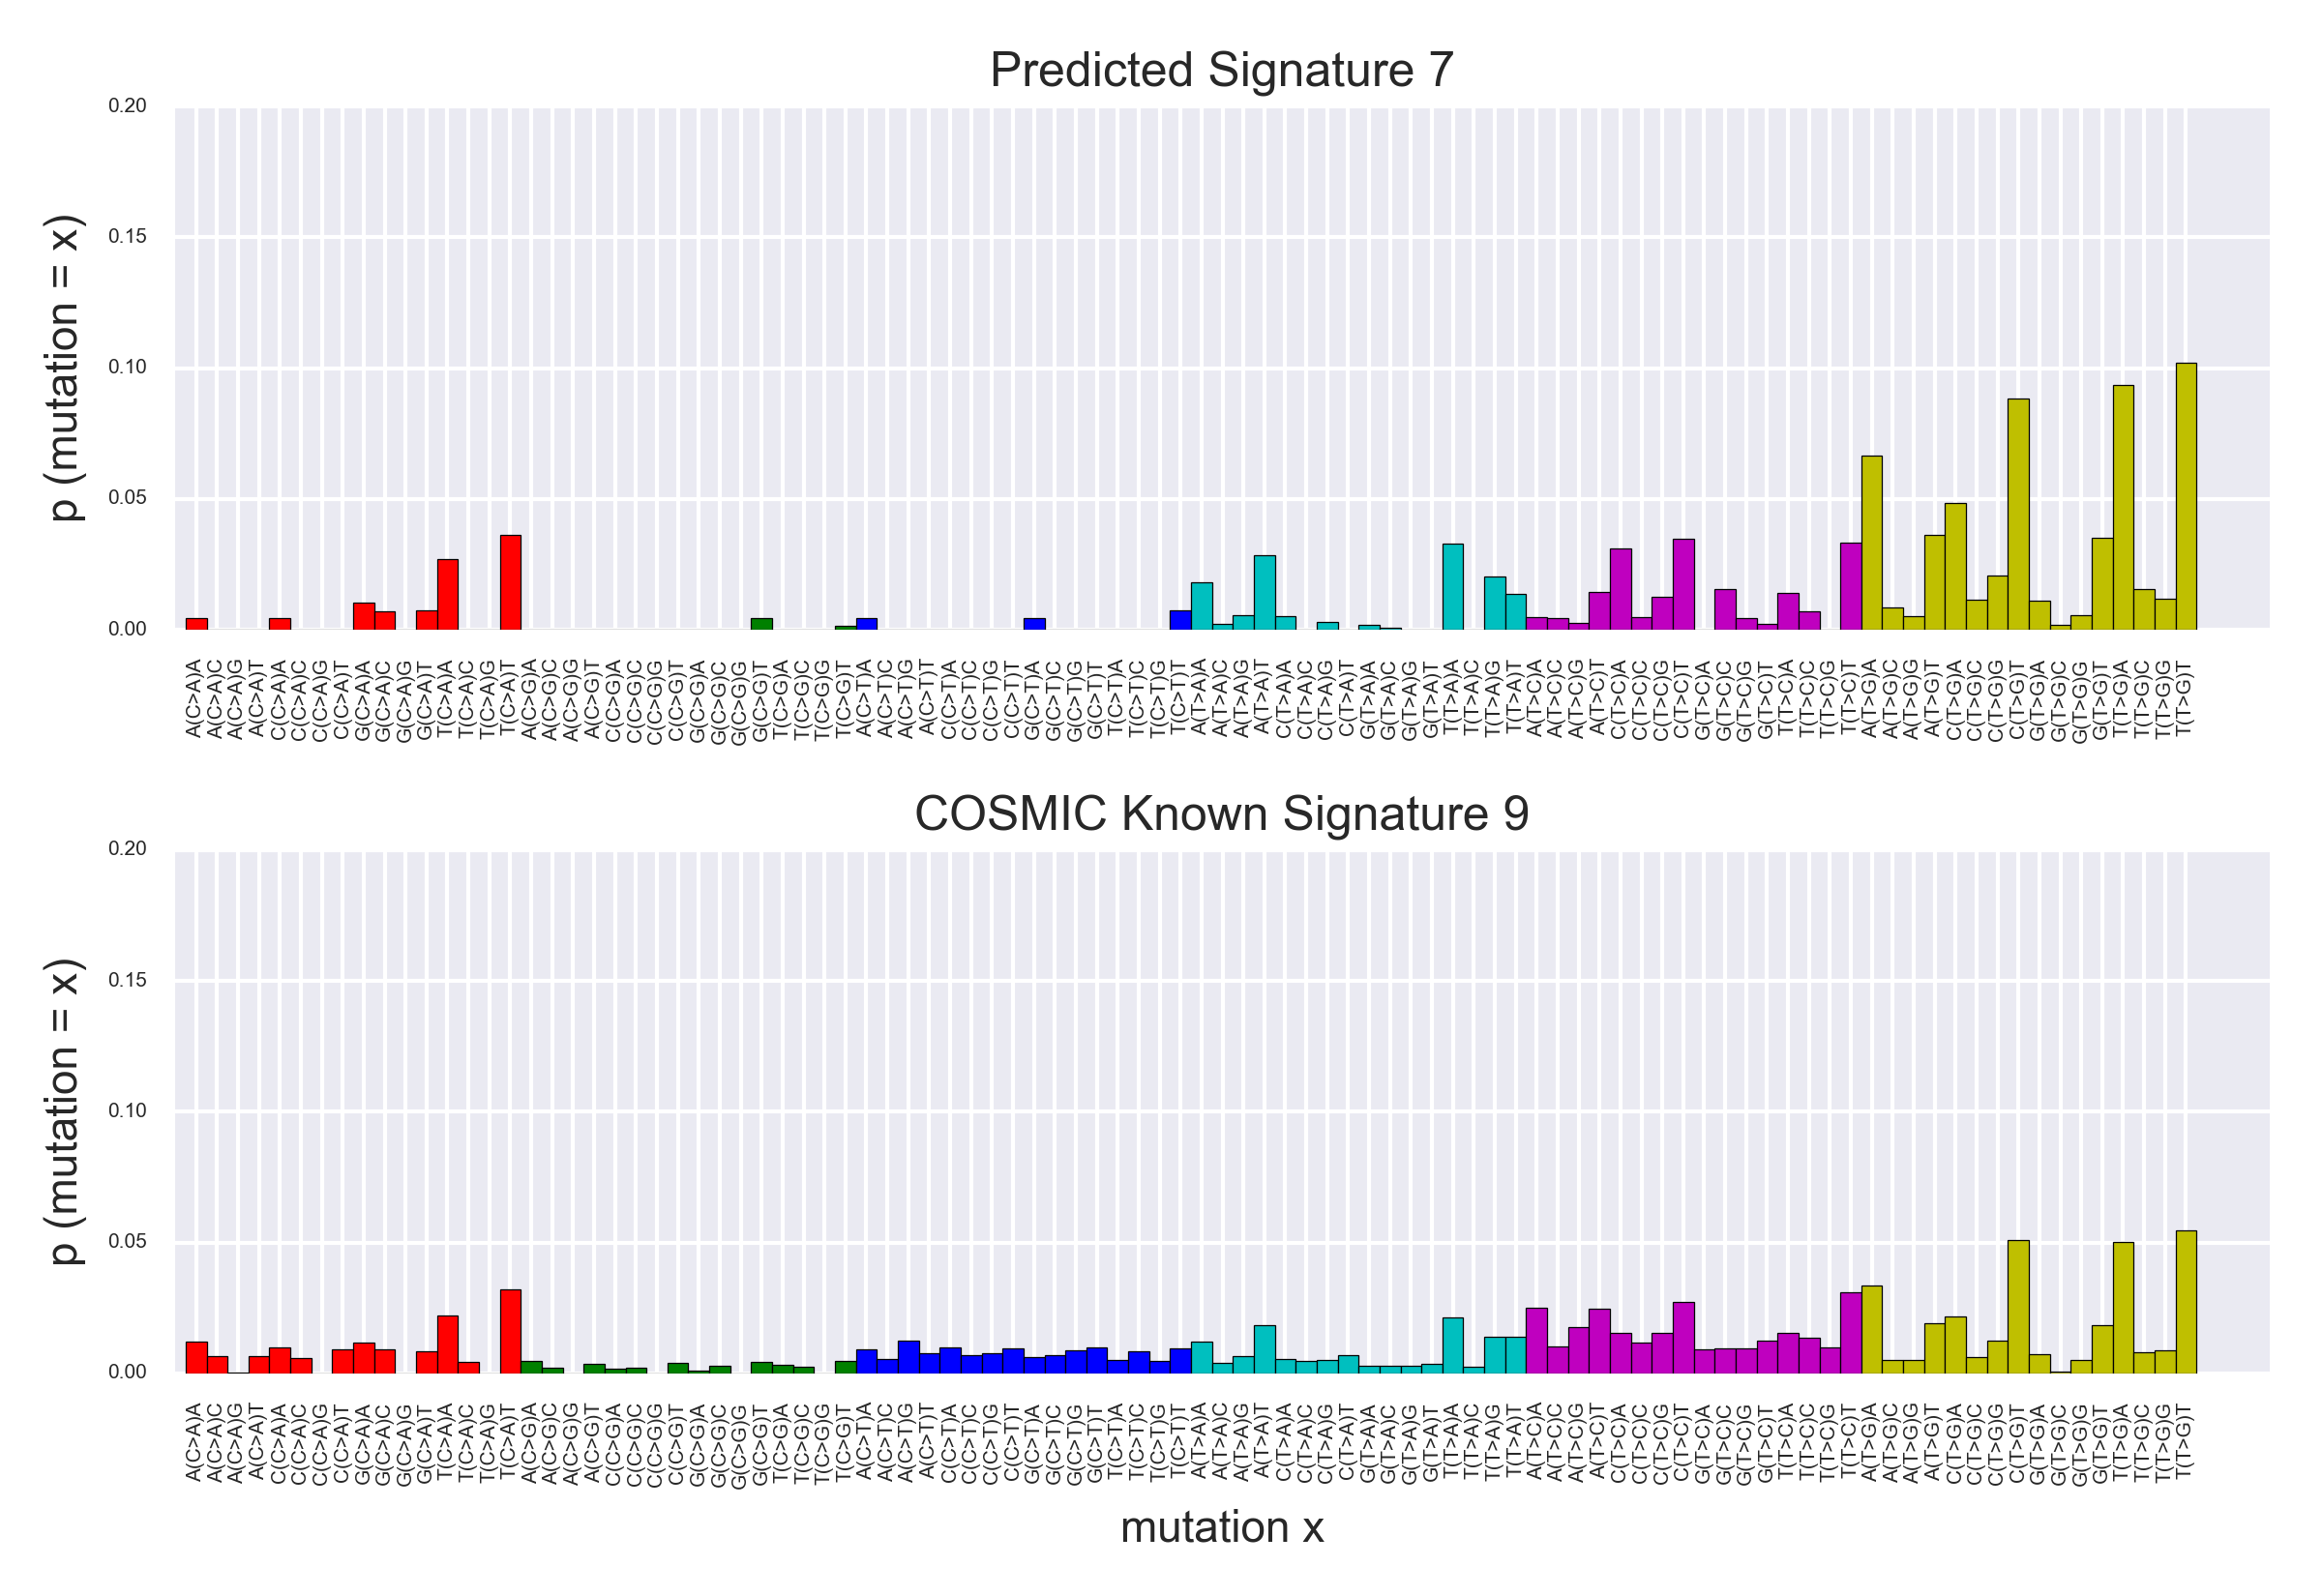 Predicted Signature 7
p (mutation = x)
0.20
0.15
0.10
0.05
0.00
A(C>A)A A(C>A)C A(C>A)G A(C>A)T C(C>A)A C(C>A)C C(C>A)G C(C>A)T G(C>A)A G(C>A)C G(C>A)G G(C>A)T T(C>A)A T(C>A)C T(C>A)G T(C>A)T A(C>G)A A(C>G)C A(C>G)G A(C>G)T C(C>G)A C(C>G)C C(C>G)G C(C>G)T G(C>G)A G(C>G)C G(C>G)G G(C>G)T T(C>G)A T(C>G)C T(C>G)G T(C>G)T A(C>T)A A(C>T)C A(C>T)G A(C>T)T C(C>T)A C(C>T)C C(C>T)G C(C>T)T G(C>T)A G(C>T)C G(C>T)G G(C>T)T T(C>T)A T(C>T)C T(C>T)G T(C>T)T A(T>A)A A(T>A)C A(T>A)G A(T>A)T C(T>A)A C(T>A)C C(T>A)G C(T>A)T G(T>A)A G(T>A)C G(T>A)G G(T>A)T T(T>A)A T(T>A)C T(T>A)G T(T>A)T A(T>C)A A(T>C)C A(T>C)G A(T>C)T C(T>C)A C(T>C)C C(T>C)G C(T>C)T G(T>C)A G(T>C)C G(T>C)G G(T>C)T T(T>C)A T(T>C)C T(T>C)G T(T>C)T A(T>G)A A(T>G)C A(T>G)G A(T>G)T C(T>G)A C(T>G)C C(T>G)G C(T>G)T G(T>G)A G(T>G)C G(T>G)G G(T>G)T T(T>G)A T(T>G)C T(T>G)G T(T>G)T
COSMIC Known Signature 9
p (mutation = x)
0.20
0.15
0.10
0.05
0.00
A(C>A)A A(C>A)C A(C>A)G A(C>A)T C(C>A)A C(C>A)C C(C>A)G C(C>A)T G(C>A)A G(C>A)C G(C>A)G G(C>A)T T(C>A)A T(C>A)C T(C>A)G T(C>A)T A(C>G)A A(C>G)C A(C>G)G A(C>G)T C(C>G)A C(C>G)C C(C>G)G C(C>G)T G(C>G)A G(C>G)C G(C>G)G G(C>G)T T(C>G)A T(C>G)C T(C>G)G T(C>G)T A(C>T)A A(C>T)C A(C>T)G A(C>T)T C(C>T)A C(C>T)C C(C>T)G C(C>T)T G(C>T)A G(C>T)C G(C>T)G G(C>T)T T(C>T)A T(C>T)C T(C>T)G T(C>T)T A(T>A)A A(T>A)C A(T>A)G A(T>A)T C(T>A)A C(T>A)C C(T>A)G C(T>A)T G(T>A)A G(T>A)C G(T>A)G G(T>A)T T(T>A)A T(T>A)C T(T>A)G T(T>A)T A(T>C)A A(T>C)C A(T>C)G A(T>C)T C(T>C)A C(T>C)C C(T>C)G C(T>C)T G(T>C)A G(T>C)C G(T>C)G G(T>C)T T(T>C)A T(T>C)C T(T>C)G T(T>C)T A(T>G)A A(T>G)C A(T>G)G A(T>G)T C(T>G)A C(T>G)C C(T>G)G C(T>G)T G(T>G)A G(T>G)C G(T>G)G G(T>G)T T(T>G)A T(T>G)C T(T>G)G T(T>G)T
mutation x